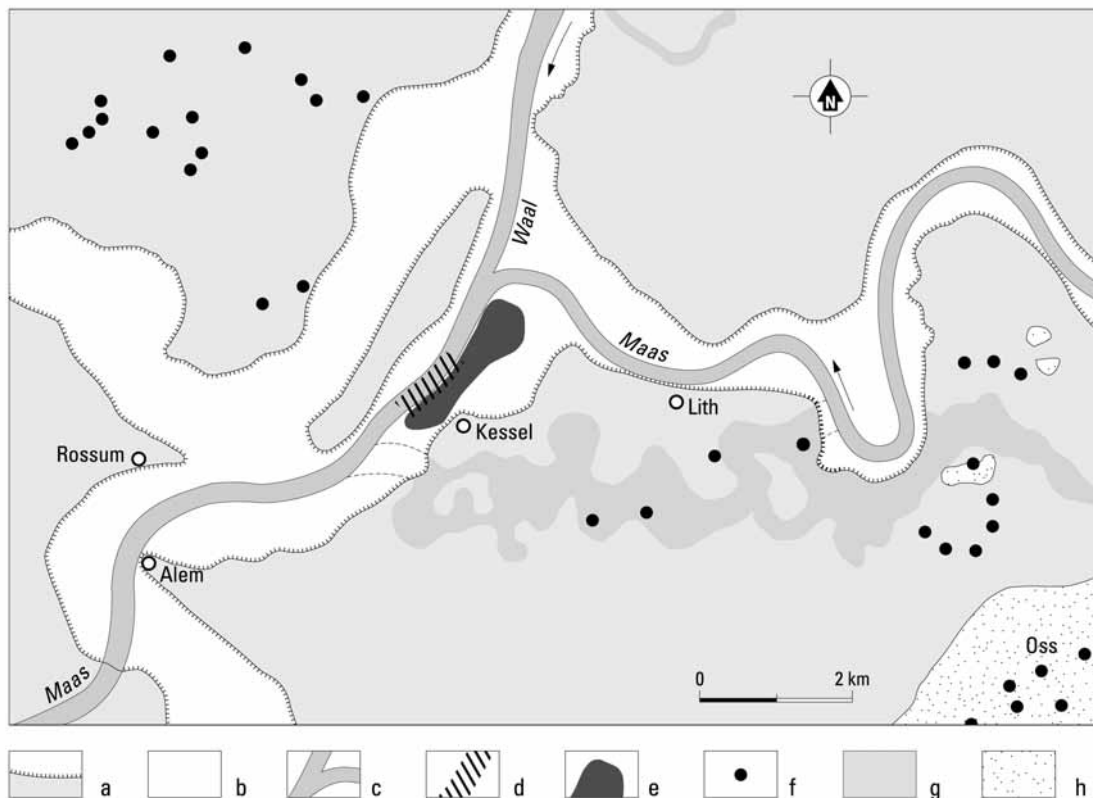 N
Waal
Maas
Lith
Kessel
Rossum
Alem
Oss
Maas
0 2 km
a b c d e f g h